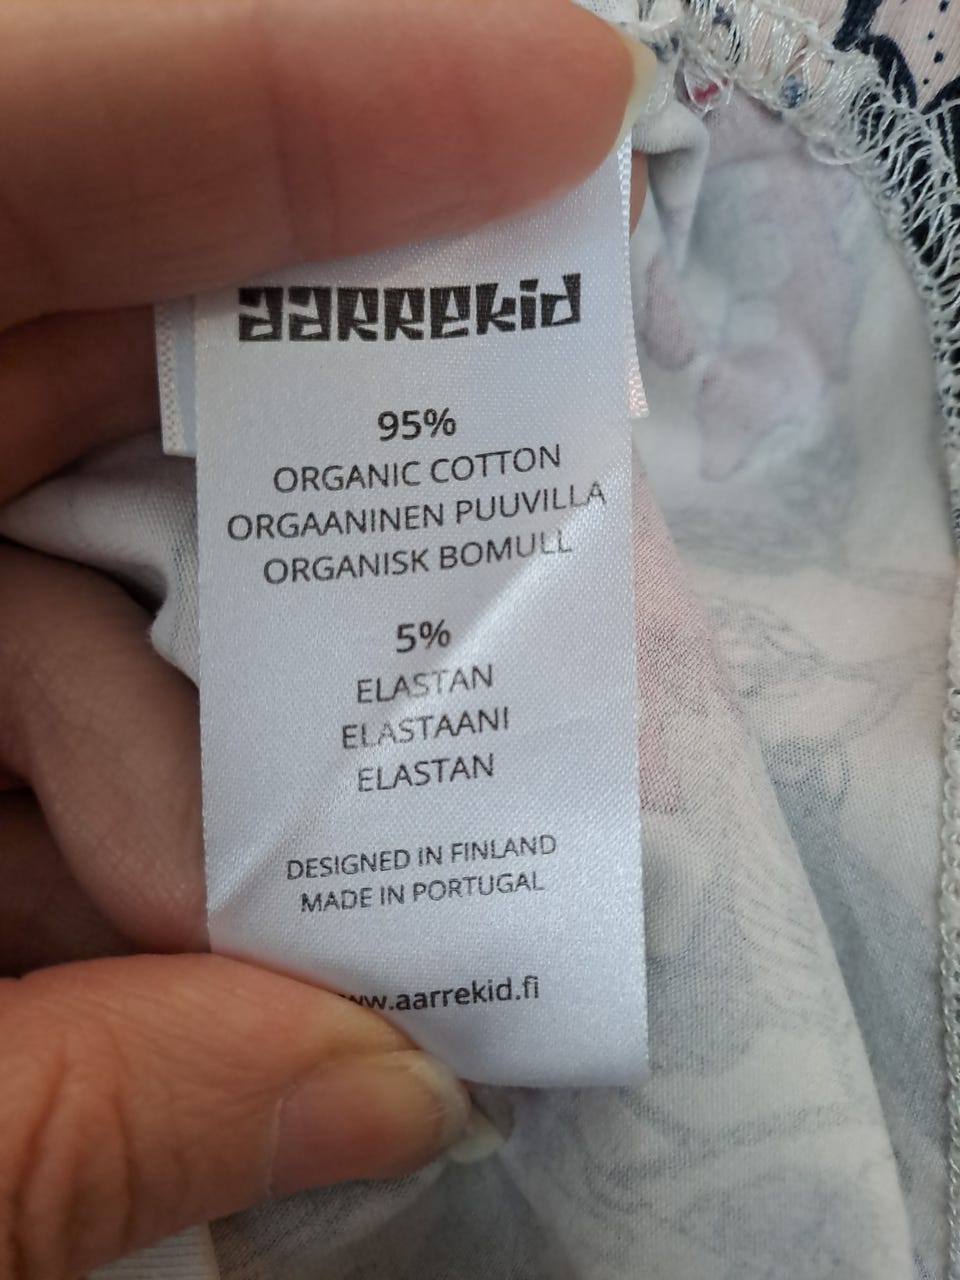 aarrekid
95%
ORGANIC COTTON
ORGAANINEN PUUVILLA
ORGANISK BOMULL
5%
ELASTAN
ELASTAANI
ELASTAN
DESIGNED IN FINLAND
MADE IN PORTUGAL
www.aarrekid.fi